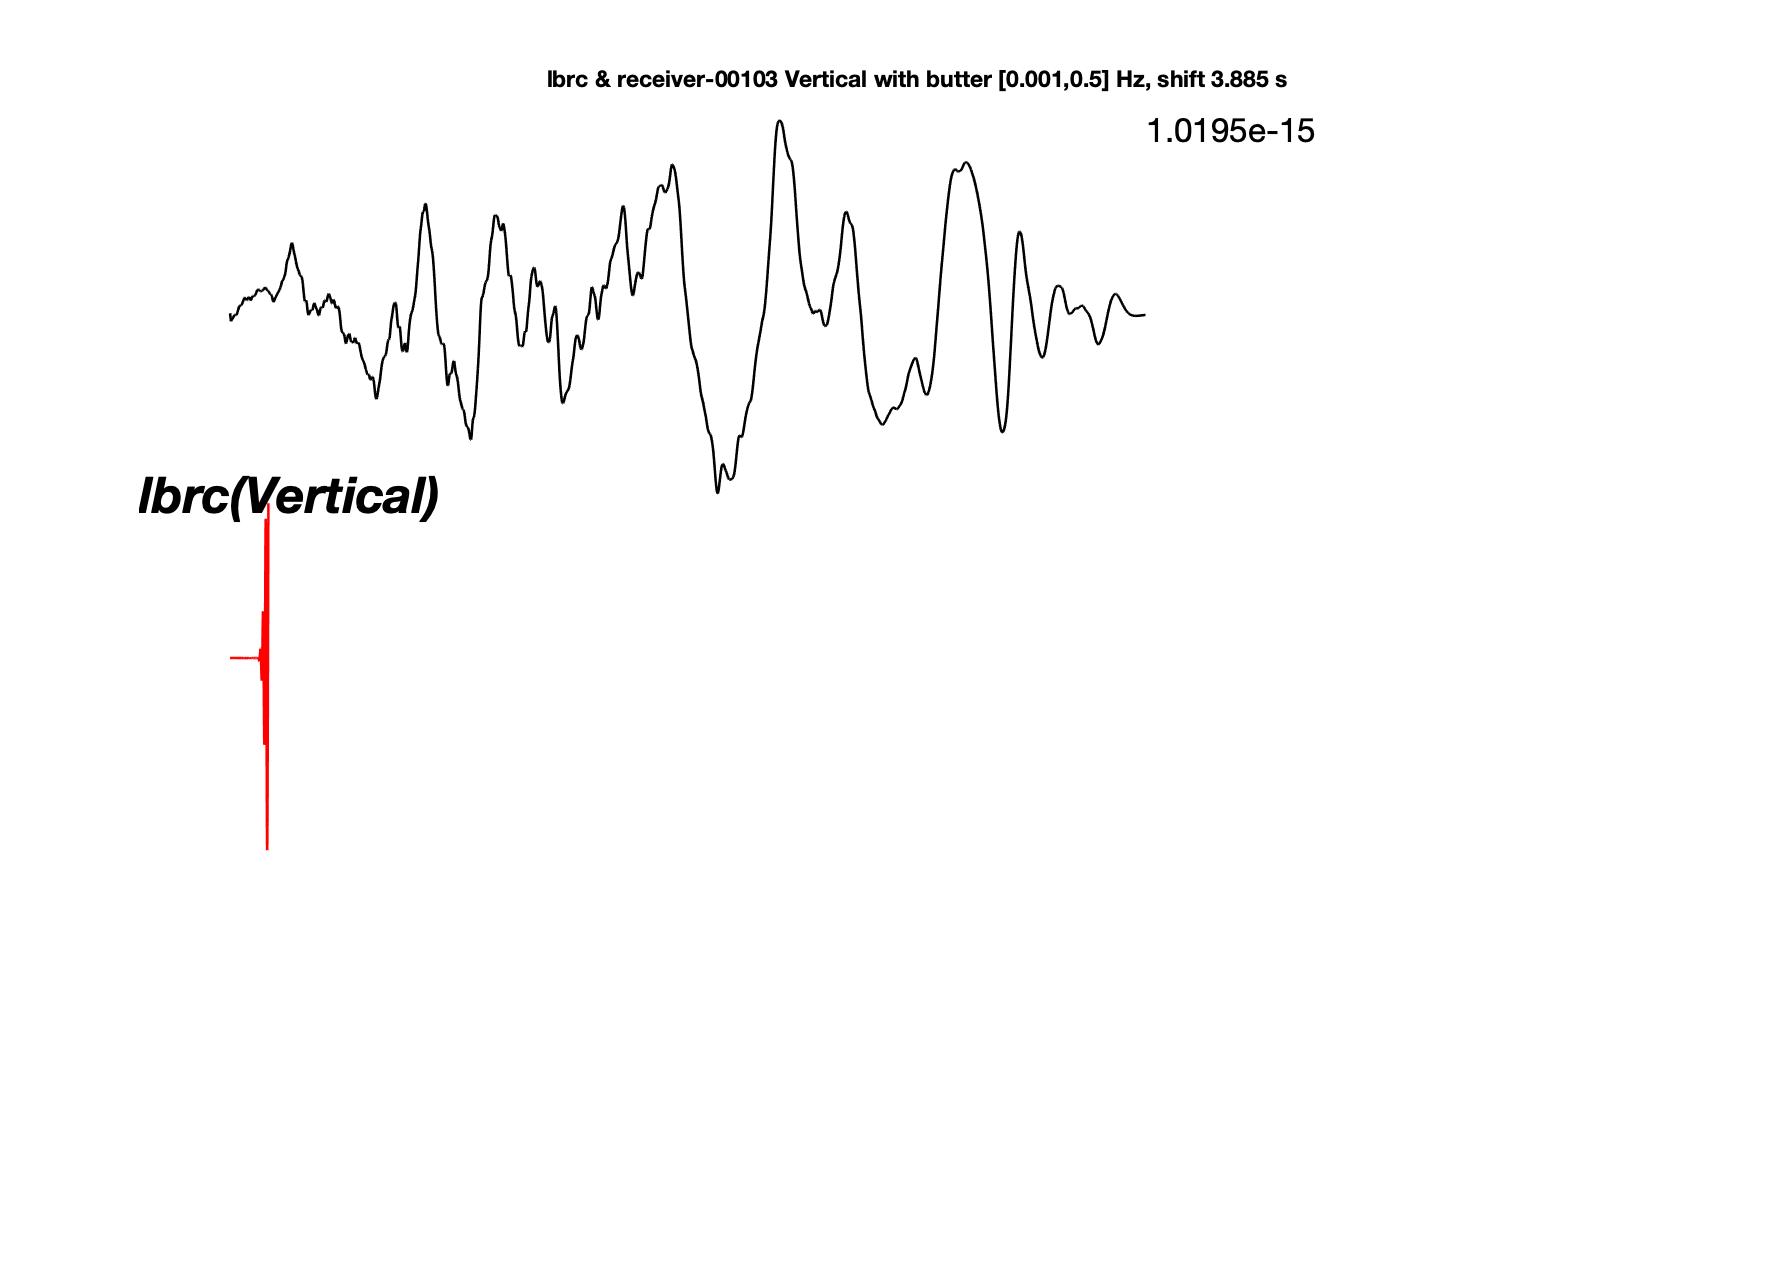 lbrc & receiver-00103 Vertical with butter [0.001,0.5] Hz, shift 3.885 s
1.0195e-15
lbrc(Vertical)